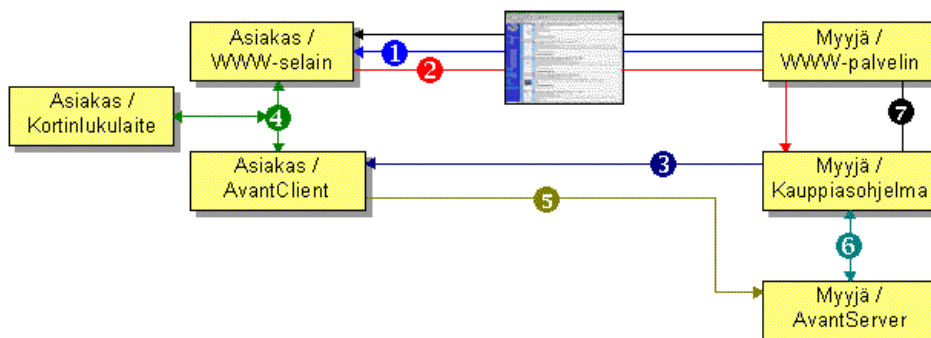 Asiakas /
WWW-selain
Myyjä /
WWW-palvelin
1
2
Asiakas /
Kortinlukulaite
4
7
Asiakas /
AvantClient
3
Myyjä /
Kauppiasohjelma
5
6
Myyjä /
AvantServer